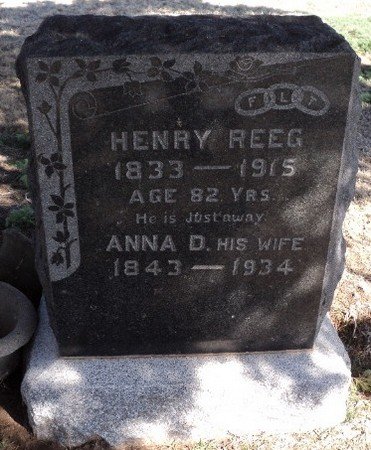 F L T
HENRY REEG
1833 — 1915
AGE 82 YRS.
He is Just away.
ANNA D. HIS WIFE
1843 — 1934